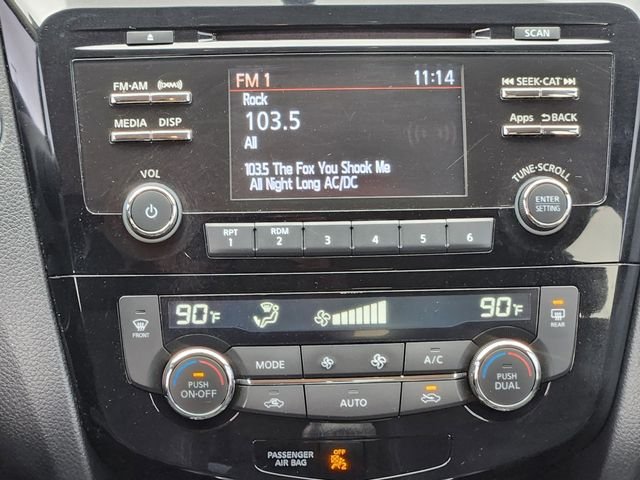 SCAN
FM·AM
SEEK·CAT
MEDIA DISP
Apps BACK
FM 1 11:14
Rock
103.5
All
103.5 The Fox You Shook Me
All Night Long AC/DC
VOL
TUNE·SCROLL
ENTER
SETTING
RPT
1
RDM
2
3
4
5
6
90°F
90°F
FRONT
REAR
PUSH
ON·OFF
MODE
A/C
AUTO
PUSH
DUAL
PASSENGER
AIR BAG
OFF
2